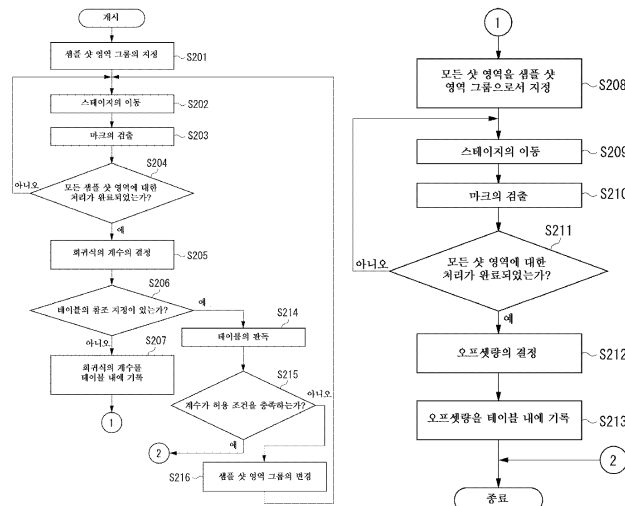 개시
샘플 샷 영역 그룹의 지정
S201
스테이지의 이동
S202
마크의 검출
S203
S204
모든 샘플 샷 영역에 대한
처리가 완료되었는가?
아니오
예
회귀식의 계수의 결정
S205
S206
테이블의 참조 지정이 있는가?
예
아니오
S207
회귀식의 계수를
테이블 내에 기록
1
S214
테이블의 판독
S215
계수가 허용 조건을 충족하는가?
아니오
예
2
S216
샘플 샷 영역 그룹의 변경
1
모든 샷 영역을 샘플 샷
영역 그룹으로서 지정
S208
스테이지의 이동
S209
마크의 검출
S210
S211
모든 샷 영역에 대한
처리가 완료되었는가?
아니오
예
오프셋량의 결정
S212
오프셋량을 테이블 내에 기록
S213
2
종료